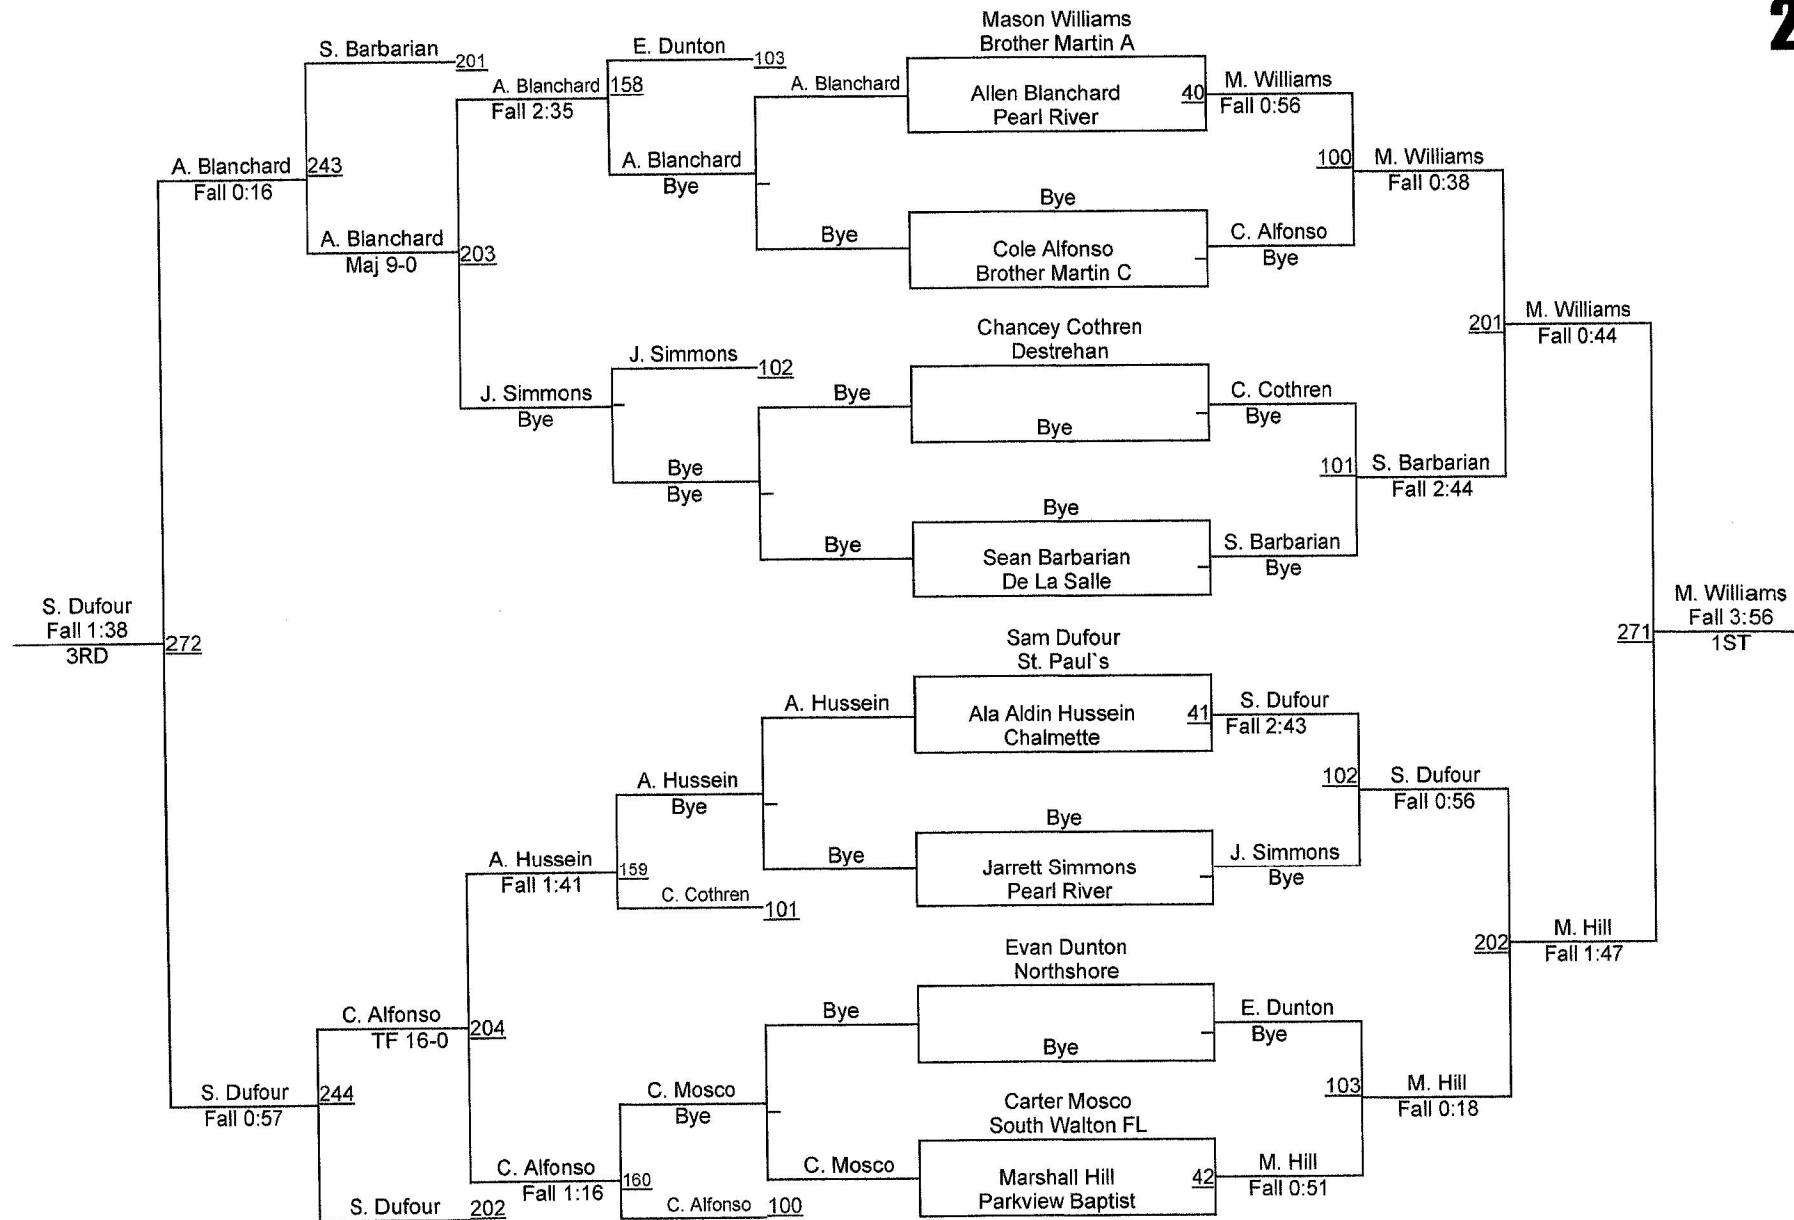 2
Mason Williams
Brother Martin A
S. Barbarian
201
E. Dunton
103
A. Blanchard
158
Fall 2:35
A. Blanchard
Allen Blanchard
Pearl River
40
M. Williams
Fall 0:56
A. Blanchard
243
Fall 0:16
A. Blanchard
Bye
100
M. Williams
Fall 0:38
Bye
A. Blanchard
Maj 9-0
203
Bye
Cole Alfonso
Brother Martin C
C. Alfonso
Bye
Chancey Cothren
Destrehan
201
M. Williams
Fall 0:44
J. Simmons
102
J. Simmons
Bye
Bye
Bye
C. Cothren
Bye
Bye
Bye
101
S. Barbarian
Fall 2:44
Bye
Bye
Sean Barbarian
De La Salle
S. Barbarian
Bye
S. Dufour
Fall 1:38
3RD
272
Sam Dufour
St. Paul`s
271
M. Williams
Fall 3:56
1ST
A. Hussein
Ala Aldin Hussein
Chalmette
41
S. Dufour
Fall 2:43
A. Hussein
Bye
102
S. Dufour
Fall 0:56
Bye
A. Hussein
Fall 1:41
159
Bye
Jarrett Simmons
Pearl River
J. Simmons
Bye
C. Cothren
101
Evan Dunton
Northshore
202
M. Hill
Fall 1:47
C. Alfonso
TF 16-0
204
Bye
Bye
E. Dunton
Bye
S. Dufour
Fall 0:57
244
C. Mosco
Bye
Carter Mosco
South Walton FL
103
M. Hill
Fall 0:18
C. Alfonso
Fall 1:16
160
C. Mosco
Marshall Hill
Parkview Baptist
42
M. Hill
Fall 0:51
S. Dufour
202
C. Alfonso
100